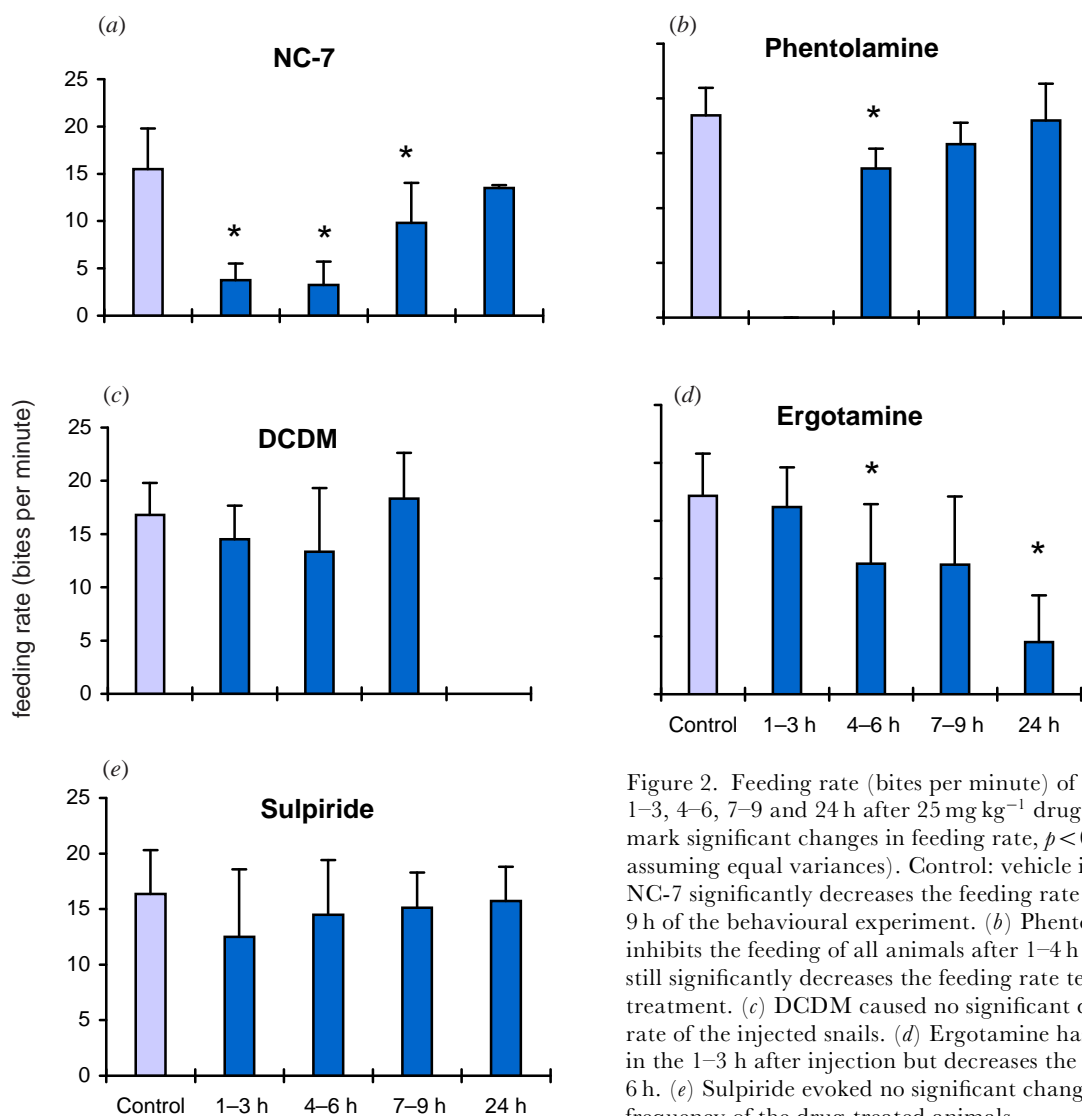 (a)
NC-7
25
20
15
10
5
0
*
*
*
(b)
Phentolamine
*
feeding rate (bites per minute)
(c)
DCDM
25
20
15
10
5
0
(d)
Ergotamine
*
*
Control 1–3 h 4–6 h 7–9 h 24 h
(e)
Sulpiride
25
20
15
10
5
0
Control 1–3 h 4–6 h 7–9 h 24 h
Figure 2. Feeding rate (bites per minute) of
1–3, 4–6, 7–9 and 24 h after 25 mg kg−1 drug
mark significant changes in feeding rate, p<
assuming equal variances). Control: vehicle
NC-7 significantly decreases the feeding rate
9 h of the behavioural experiment. (b)
inhibits the feeding of all animals after 1–4 h
still significantly decreases the feeding rate
treatment. (c) DCDM caused no significant
rate of the injected snails. (d) Ergotamine
in the 1–3 h after injection but decreases the
6 h. (e) Sulpiride evoked no significant
frequency of the drug-treated animals